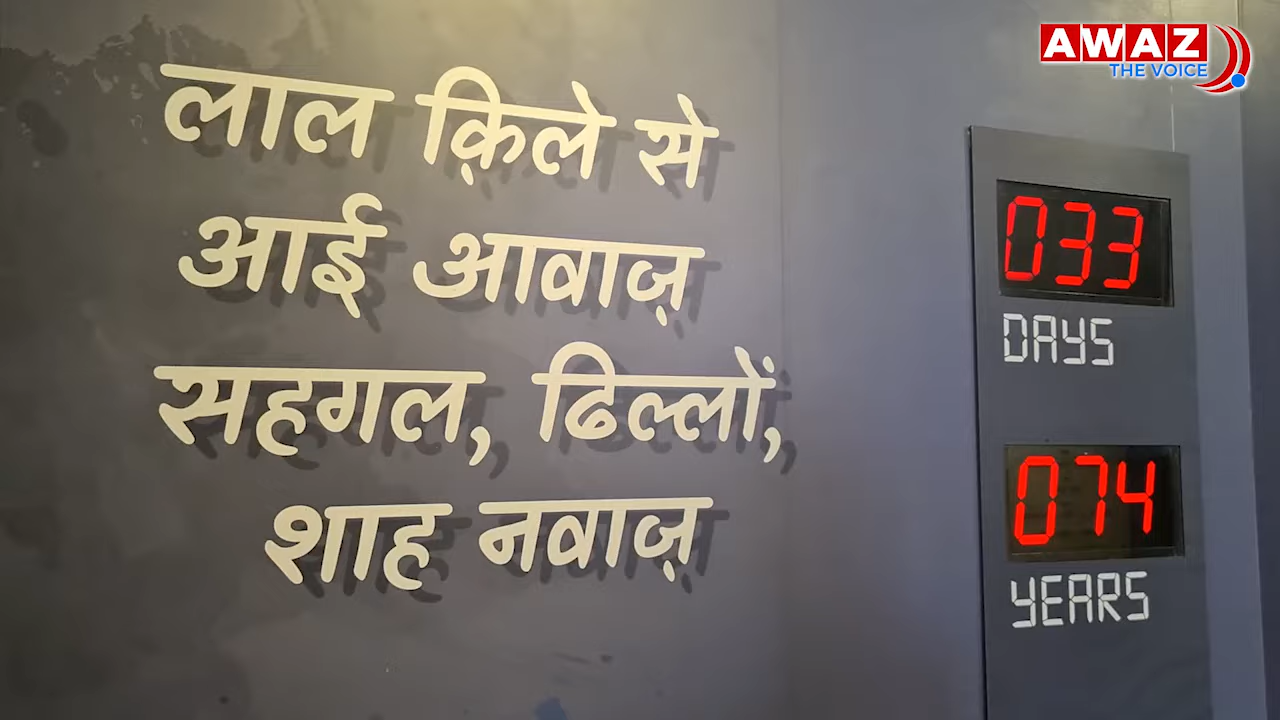 AWAZ
THE VOICE
लाल क़िले से
आई आवाज़
सहगल, ढिल्लों,
शाह नवाज़
033
DAYS
074
YEARS